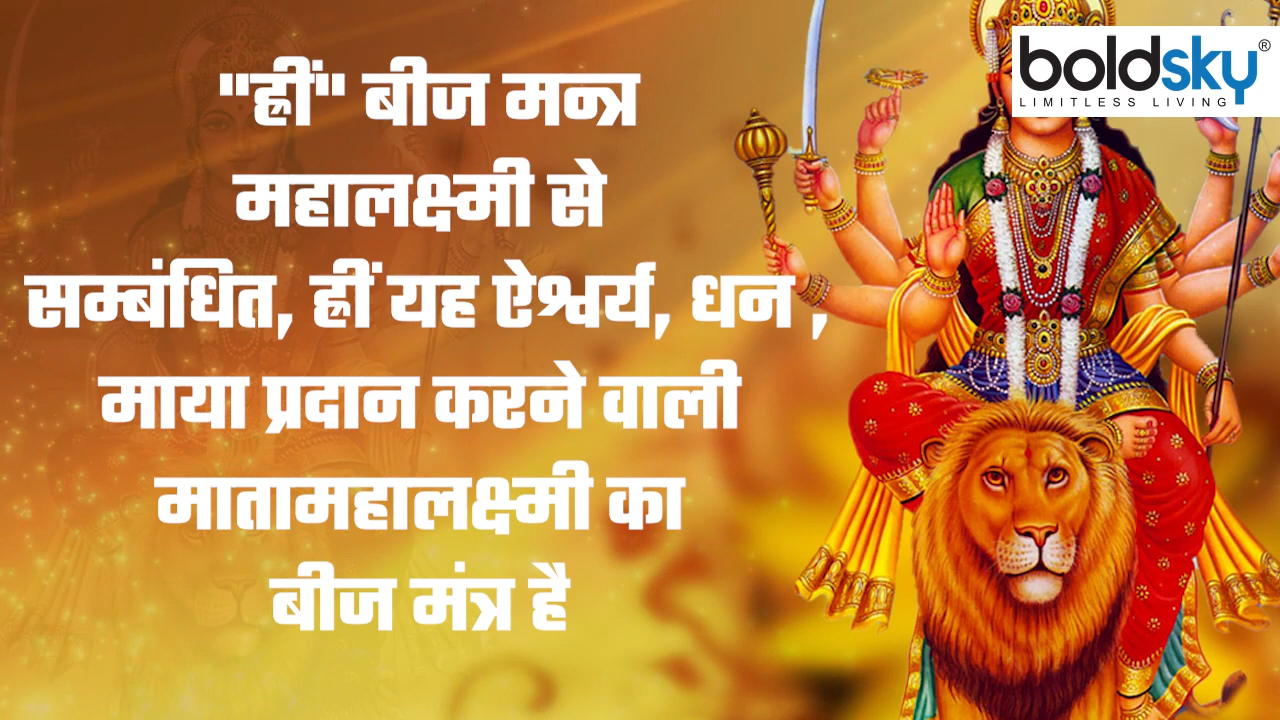 "ह्रीं" बीज मन्त्र
महालक्ष्मी से
सम्बंधित, ह्रीं यह ऐश्वर्य, धन ,
माया प्रदान करने वाली
मातामहालक्ष्मी का
बीज मंत्र है
boldsky®
LIMITLESS LIVING